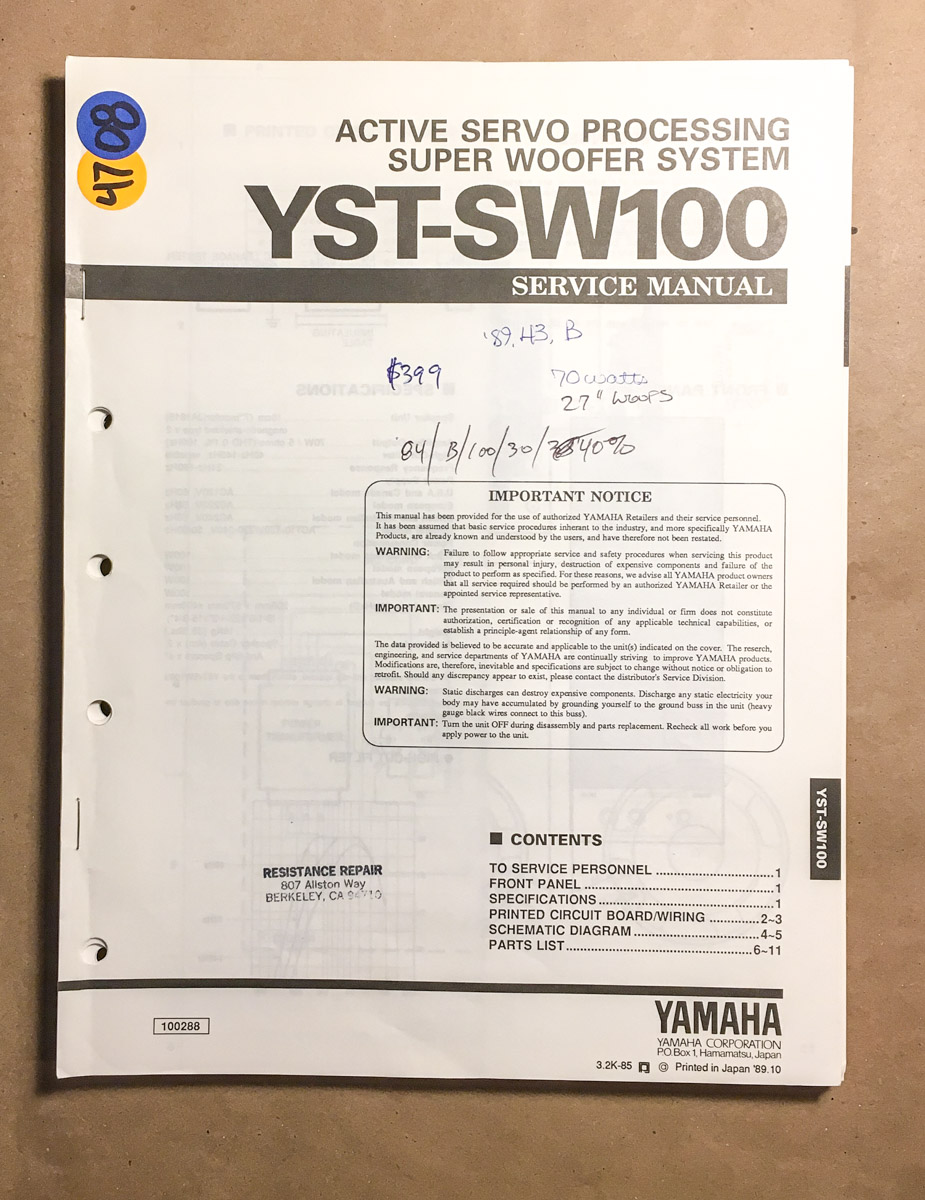 08
47
ACTIVE SERVO PROCESSING
SUPER WOOFER SYSTEM
YST-SW100
SERVICE MANUAL
'89, H3, B
$399
70 watts
27" WOOFS
'84/B/100/30/ 40%
IMPORTANT NOTICE
This manual has been provided for the use of authorized YAMAHA Retailers and their service personnel.
It has been assumed that basic service procedures inherant to the industry, and more specifically YAMAHA
Products, are already known and understood by the users, and have therefore not been restated.
WARNING: Failure to follow appropriate service and safety procedures when servicing this product
may result in personal injury, destruction of expensive components and failure of the
product to perform as specified. For these reasons, we advise all YAMAHA product owners
that all service required should be performed by an authorized YAMAHA Retailer or the
appointed service representative.
IMPORTANT: The presentation or sale of this manual to any individual or firm does not constitute
authorization, certification or recognition of any applicable technical capabilities, or
establish a principle-agent relationship of any form.
The data provided is believed to be accurate and applicable to the unit(s) indicated on the cover. The reserch,
engineering, and service departments of YAMAHA are continually striving to improve YAMAHA products.
Modifications are, therefore, inevitable and specifications are subject to change without notice or obligation to
retrofit. Should any discrepancy appear to exist, please contact the distributor's Service Division.
WARNING: Static discharges can destroy expensive components. Discharge any static electricity your
body may have accumulated by grounding yourself to the ground buss in the unit (heavy
gauge black wires connect to this buss).
IMPORTANT: Turn the unit OFF during disassembly and parts replacement. Recheck all work before you
apply power to the unit.
YST-SW100
■ CONTENTS
TO SERVICE PERSONNEL ..............................1
FRONT PANEL ................................................1
SPECIFICATIONS ............................................1
PRINTED CIRCUIT BOARD/WIRING ............2~3
SCHEMATIC DIAGRAM ................................4~5
PARTS LIST ................................................6~11
RESISTANCE REPAIR
807 Allston Way
BERKELEY, CA 94710
100288
YAMAHA
YAMAHA CORPORATION
P.O.Box 1, Hamamatsu, Japan
3.2K-85 @ Printed in Japan '89.10